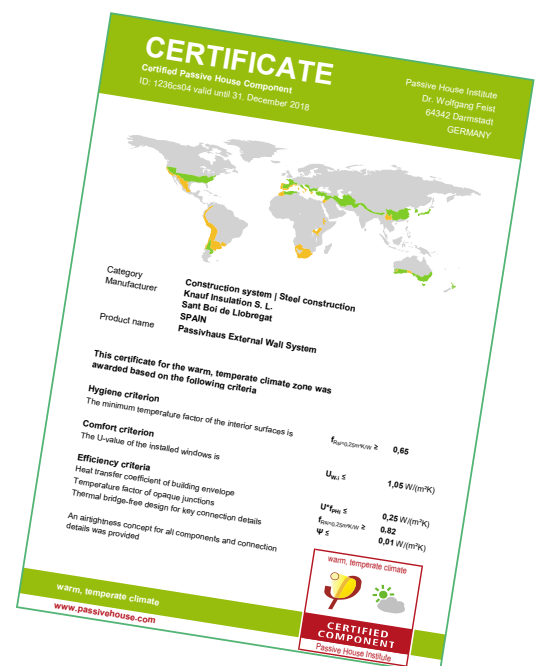 CERTIFICATE
Certified Passive House Component
ID: 1236cs04 valid until 31. December 2018
Passive House Institute
Dr. Wolfgang Feist
64342 Darmstadt
GERMANY
Category
Construction system | Steel construction
Manufacturer
Knauf Insulation S. L.
Sant Boi de Llobregat
SPAIN
Product name
Passivhaus External Wall System
This certificate for the warm, temperate climate zone was
awarded based on the following criteria
Hygiene criterion
The minimum temperature factor of the interior surfaces is
fRsi=0,25m²K/W ≥ 0,65
Comfort criterion
The U-value of the installed windows is
UW,i ≤ 1,05 W/(m²K)
Efficiency criteria
Heat transfer coefficient of building envelope
U*fPHI ≤ 0,25 W/(m²K)
Temperature factor of opaque junctions
fRsi=0,25m²K/W ≥ 0,82
Thermal bridge-free design for key connection details
Ψ ≤ 0,01 W/(mK)
An airtightness concept for all components and connection
details was provided
warm, temperate climate
CERTIFIED
COMPONENT
Passive House Institute
warm, temperate climate
www.passivehouse.com